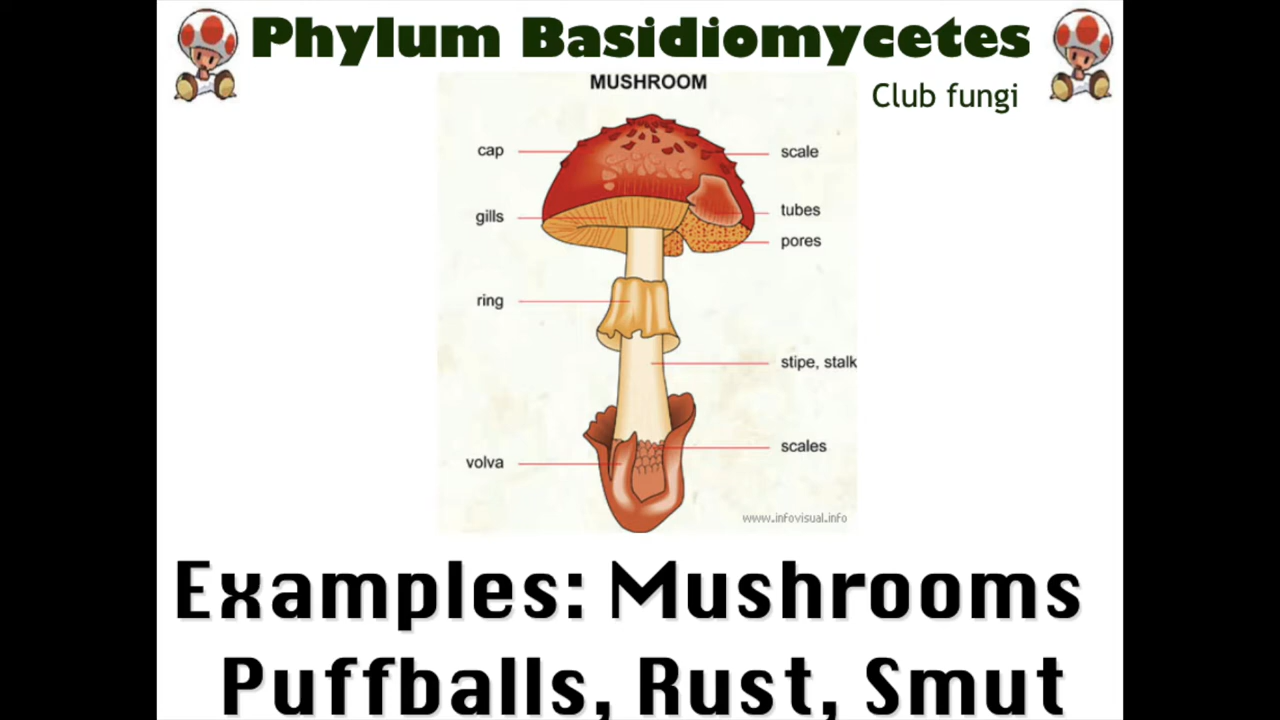 Phylum Basidiomycetes
Club fungi
MUSHROOM
cap
scale
gills
tubes
pores
ring
stipe, stalk
scales
volva
www.infovisual.info
Examples: Mushrooms
Puffballs, Rust, Smut